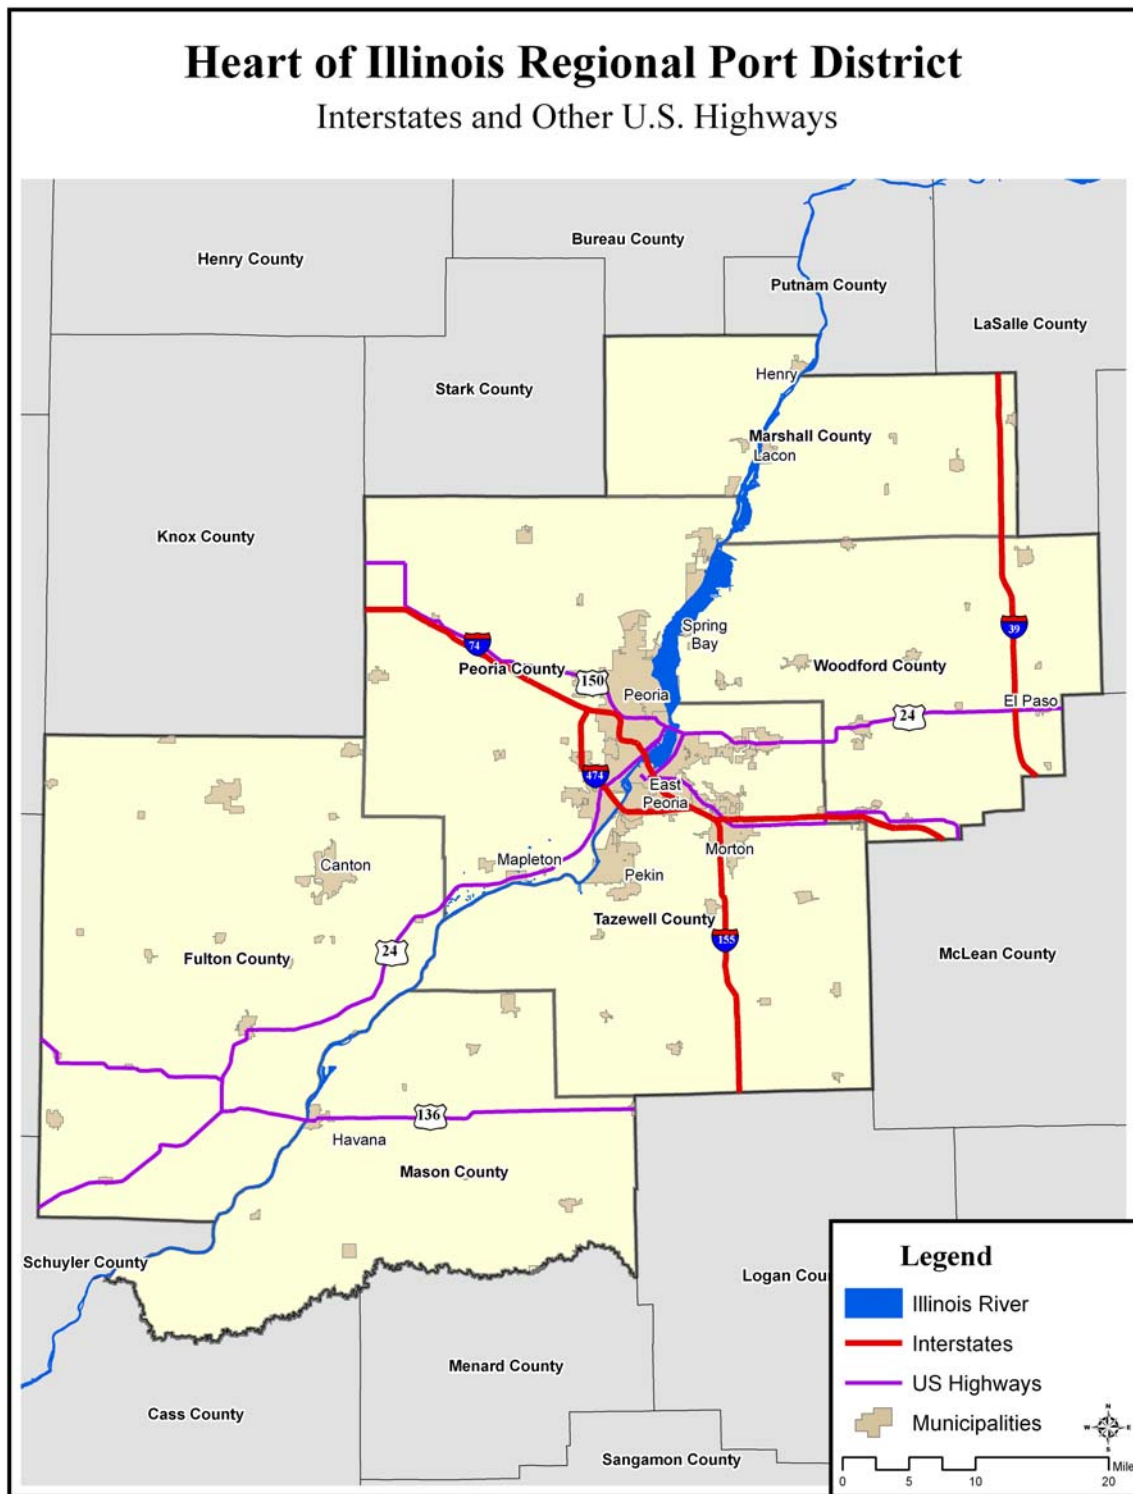 Heart of Illinois Regional Port District
Interstates and Other U.S. Highways
Henry County
Bureau County
Putnam County
LaSalle County
Stark County
Henry
Marshall County
Lacon
Knox County
Spring
Bay
39
74
Peoria County
150
Woodford County
Peoria
El Paso
24
474
East
Peoria
Morton
Mapleton
Canton
Pekin
Tazewell County
155
24
Fulton County
McLean County
136
Havana
Mason County
Schuyler County
Logan Cou
Menard County
Cass County
Sangamon County
Legend
Illinois River
Interstates
US Highways
Municipalities
N
W E
S
Mile
0 5 10 20